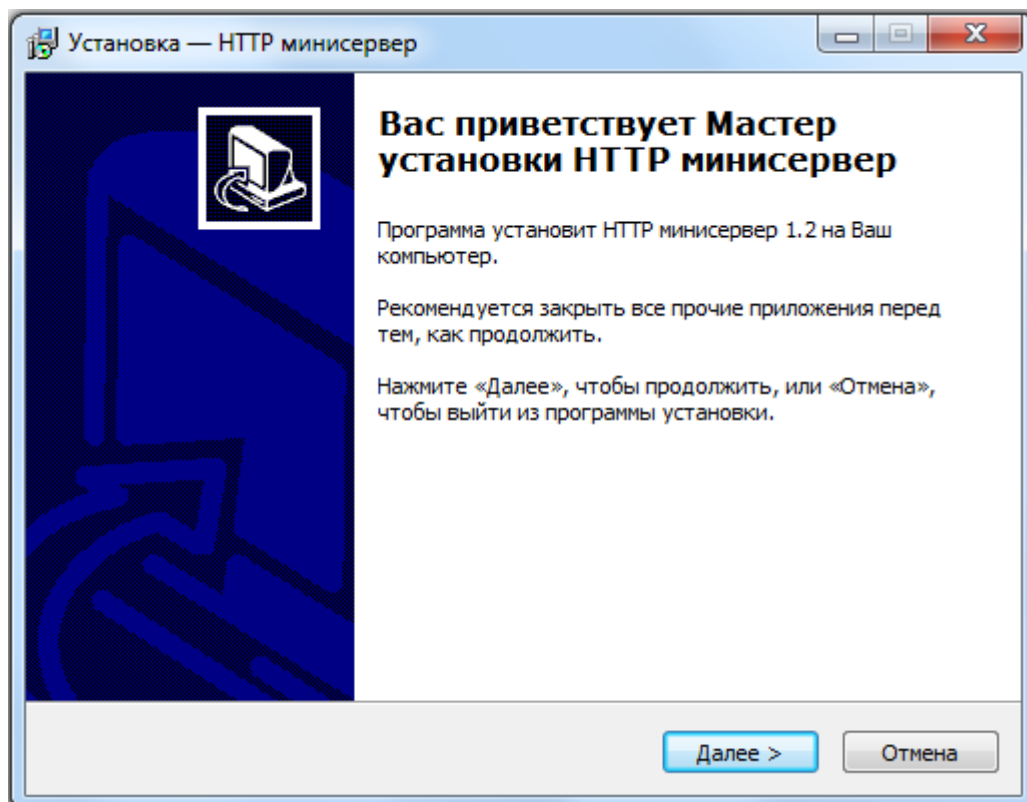 Установка — HTTP минисервер
Вас приветствует Мастер
установки HTTP минисервер
Программа установит HTTP минисервер 1.2 на Ваш
компьютер.
Рекомендуется закрыть все прочие приложения перед
тем, как продолжить.
Нажмите «Далее», чтобы продолжить, или «Отмена»,
чтобы выйти из программы установки.
Далее >
Отмена